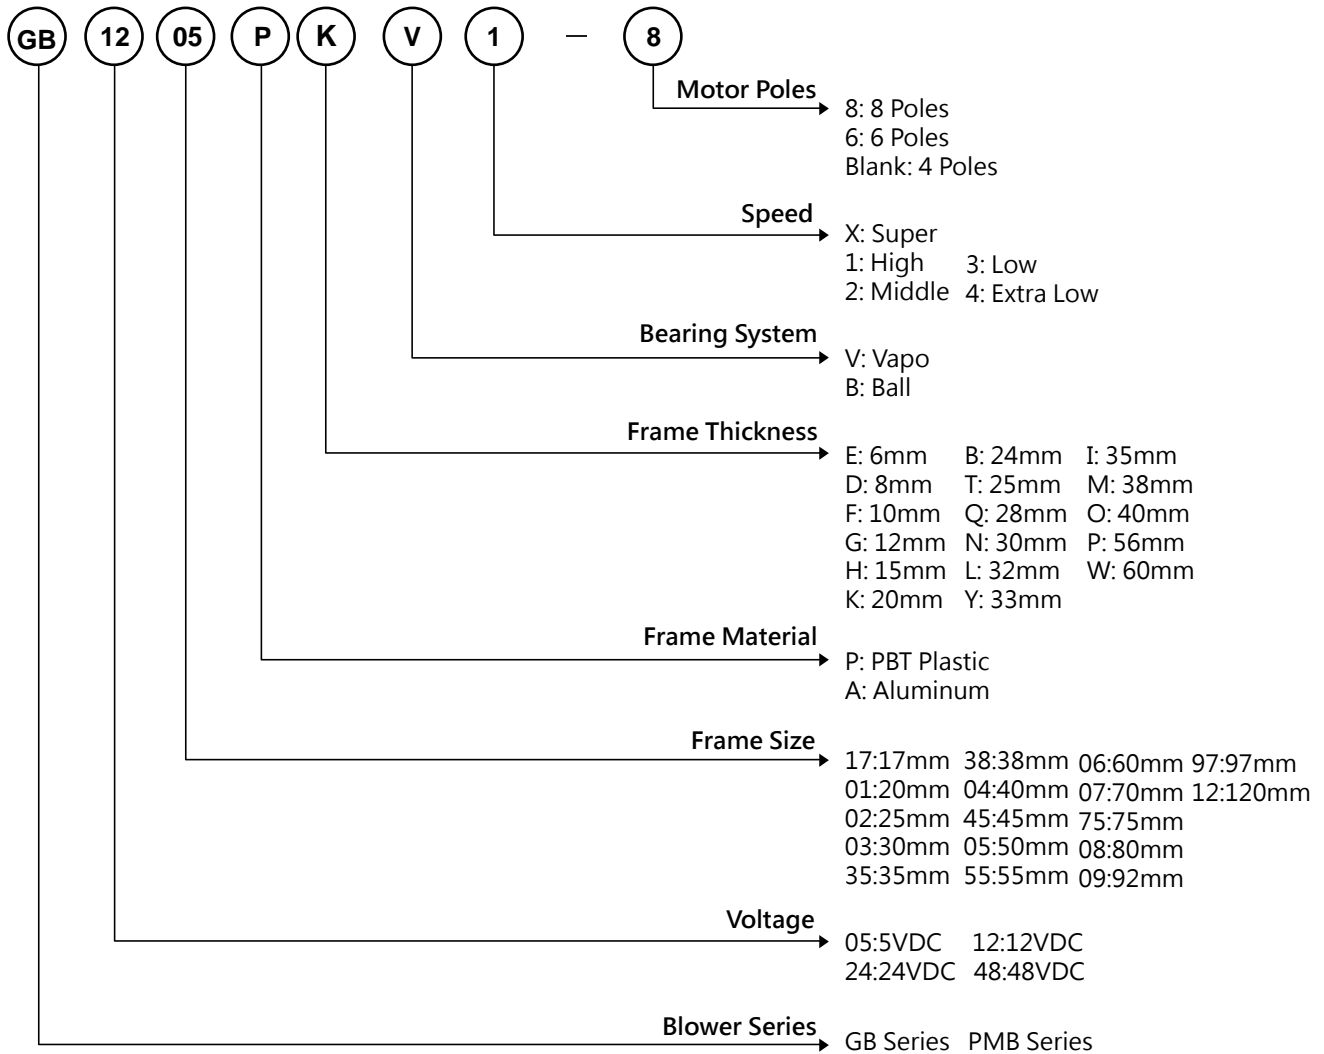 GB 12 05 P K V 1 — 8
Motor Poles
8: 8 Poles
6: 6 Poles
Blank: 4 Poles
Speed
X: Super
1: High 3: Low
2: Middle 4: Extra Low
Bearing System
V: Vapo
B: Ball
Frame Thickness
E: 6mm B: 24mm I: 35mm
D: 8mm T: 25mm M: 38mm
F: 10mm Q: 28mm O: 40mm
G: 12mm N: 30mm P: 56mm
H: 15mm L: 32mm W: 60mm
K: 20mm Y: 33mm
Frame Material
P: PBT Plastic
A: Aluminum
Frame Size
17:17mm 38:38mm 06:60mm 97:97mm
01:20mm 04:40mm 07:70mm 12:120mm
02:25mm 45:45mm 75:75mm
03:30mm 05:50mm 08:80mm
35:35mm 55:55mm 09:92mm
Voltage
05:5VDC 12:12VDC
24:24VDC 48:48VDC
Blower Series
GB Series PMB Series